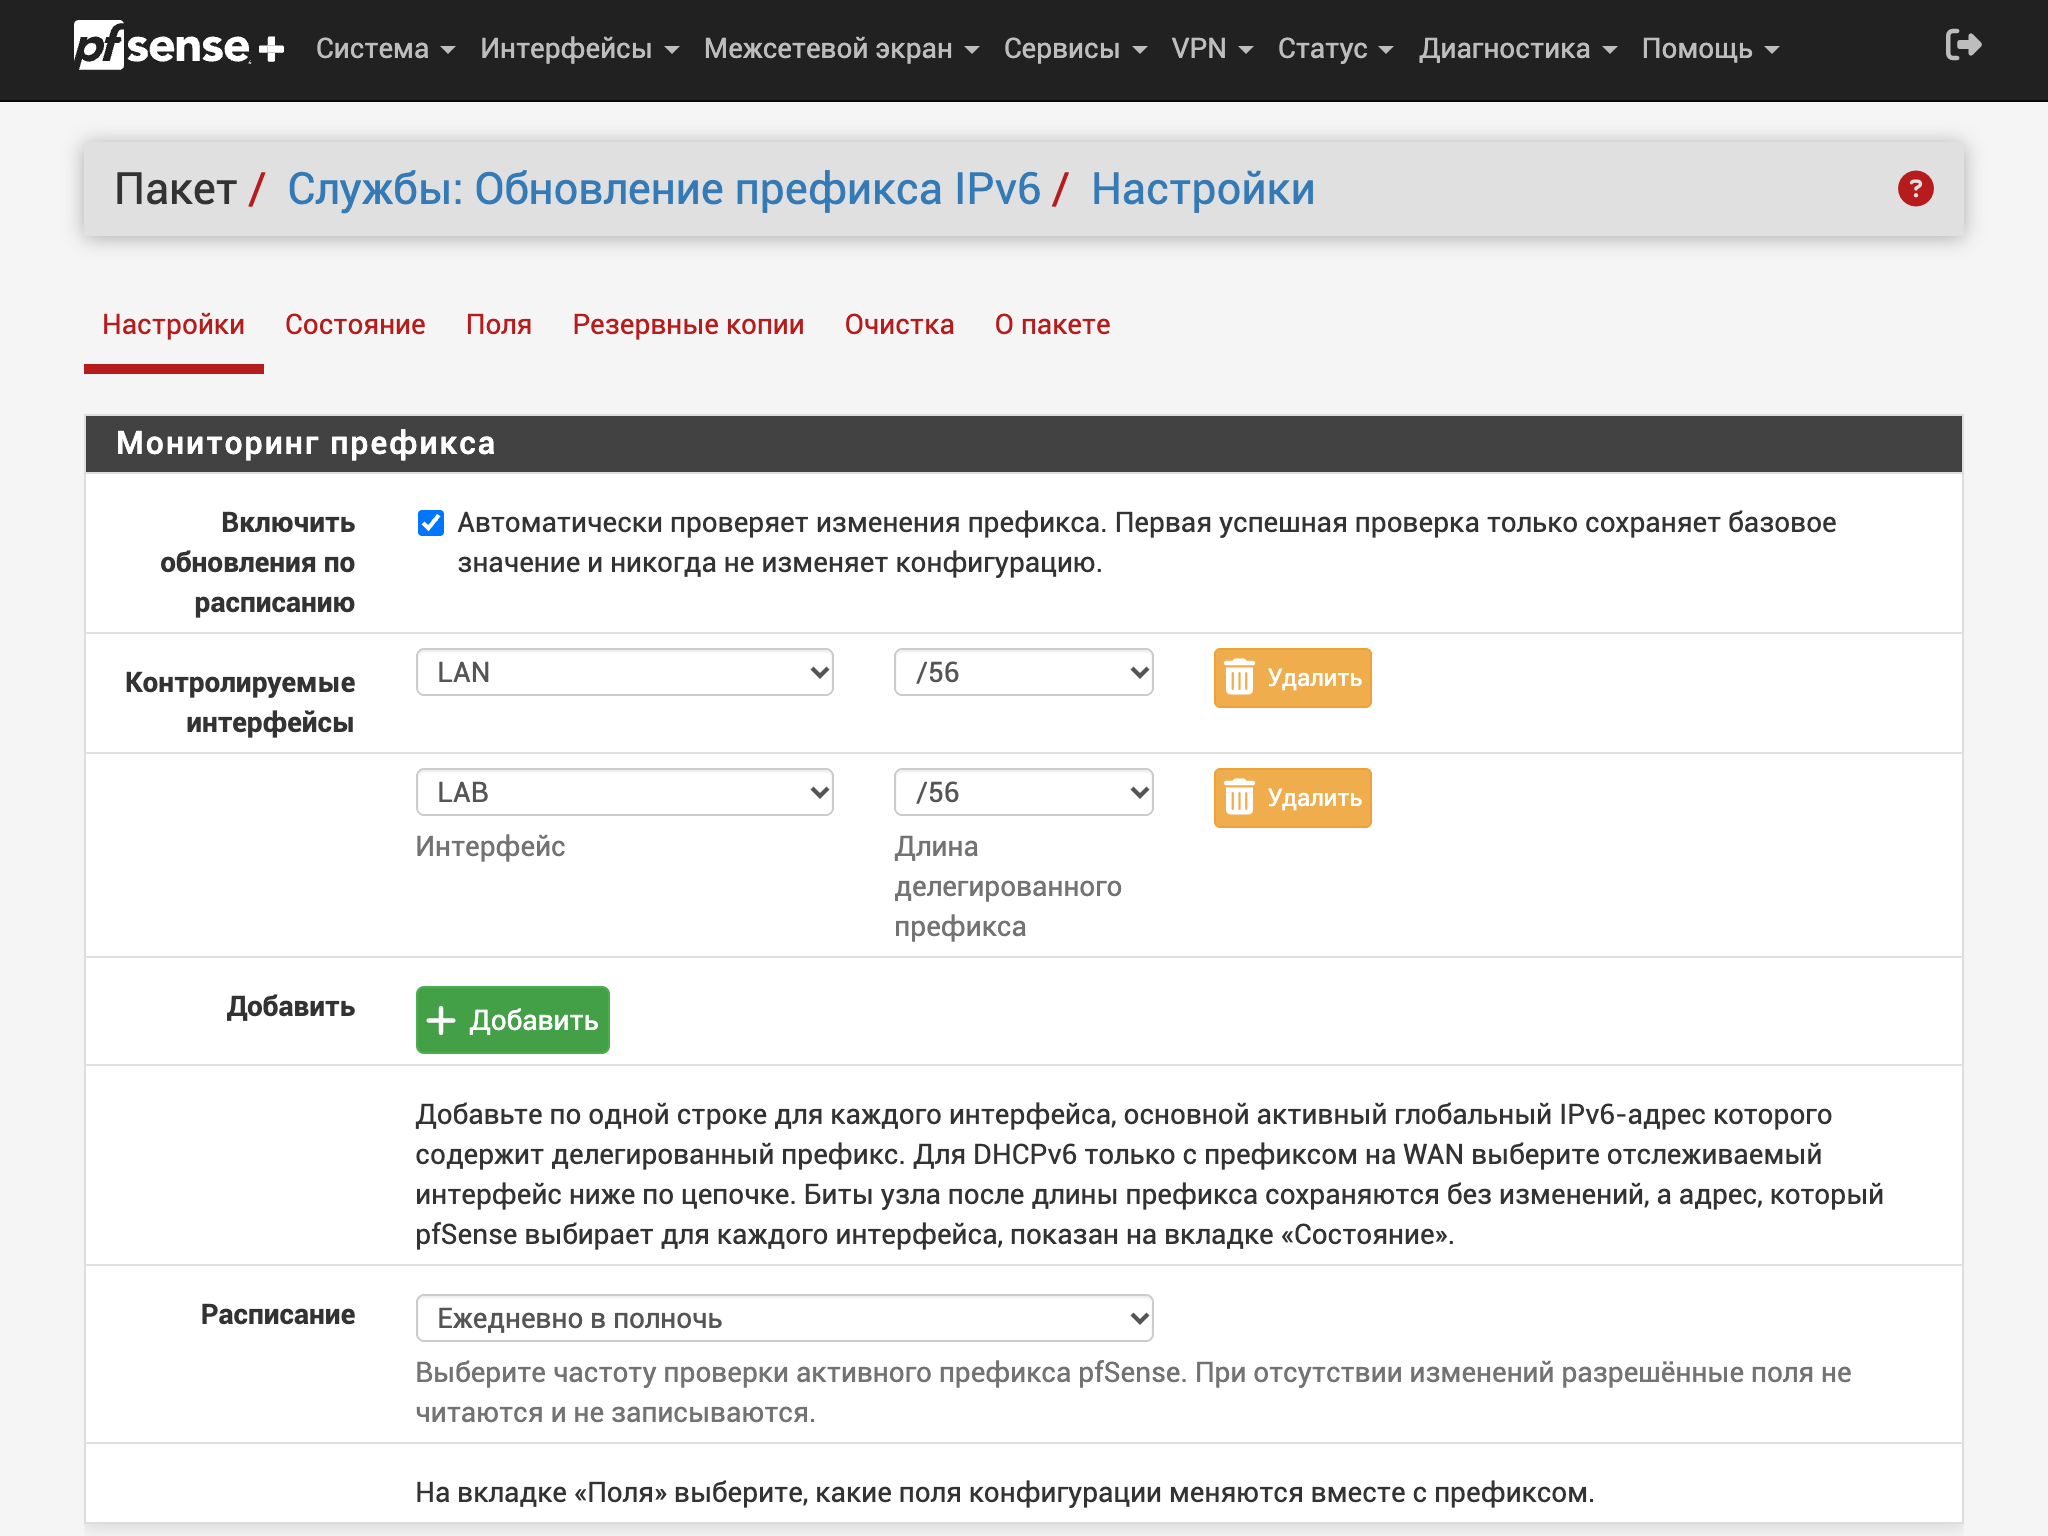 pfsense+ Система Интерфейсы Межсетевой экран Сервисы VPN Статус Диагностика Помощь
Пакет / Службы: Обновление префикса IPv6 / Настройки ?
Настройки Состояние Поля Резервные копии Очистка О пакете
Мониторинг префикса
Включить обновления по расписанию
Автоматически проверяет изменения префикса. Первая успешная проверка только сохраняет базовое
значение и никогда не изменяет конфигурацию.
Контролируемые интерфейсы
LAN /56 Удалить
LAB /56 Удалить
Интерфейс
Длина
делегированного
префикса
Добавить
Добавить
Добавьте по одной строке для каждого интерфейса, основной активный глобальный IPv6-адрес которого
содержит делегированный префикс. Для DHCPv6 только с префиксом на WAN выберите отслеживаемый
интерфейс ниже по цепочке. Биты узла после длины префикса сохраняются без изменений, а адрес, который
pfSense выбирает для каждого интерфейса, показан на вкладке «Состояние».
Расписание
Ежедневно в полночь
Выберите частоту проверки активного префикса pfSense. При отсутствии изменений разрешённые поля не
читаются и не записываются.
На вкладке «Поля» выберите, какие поля конфигурации меняются вместе с префиксом.